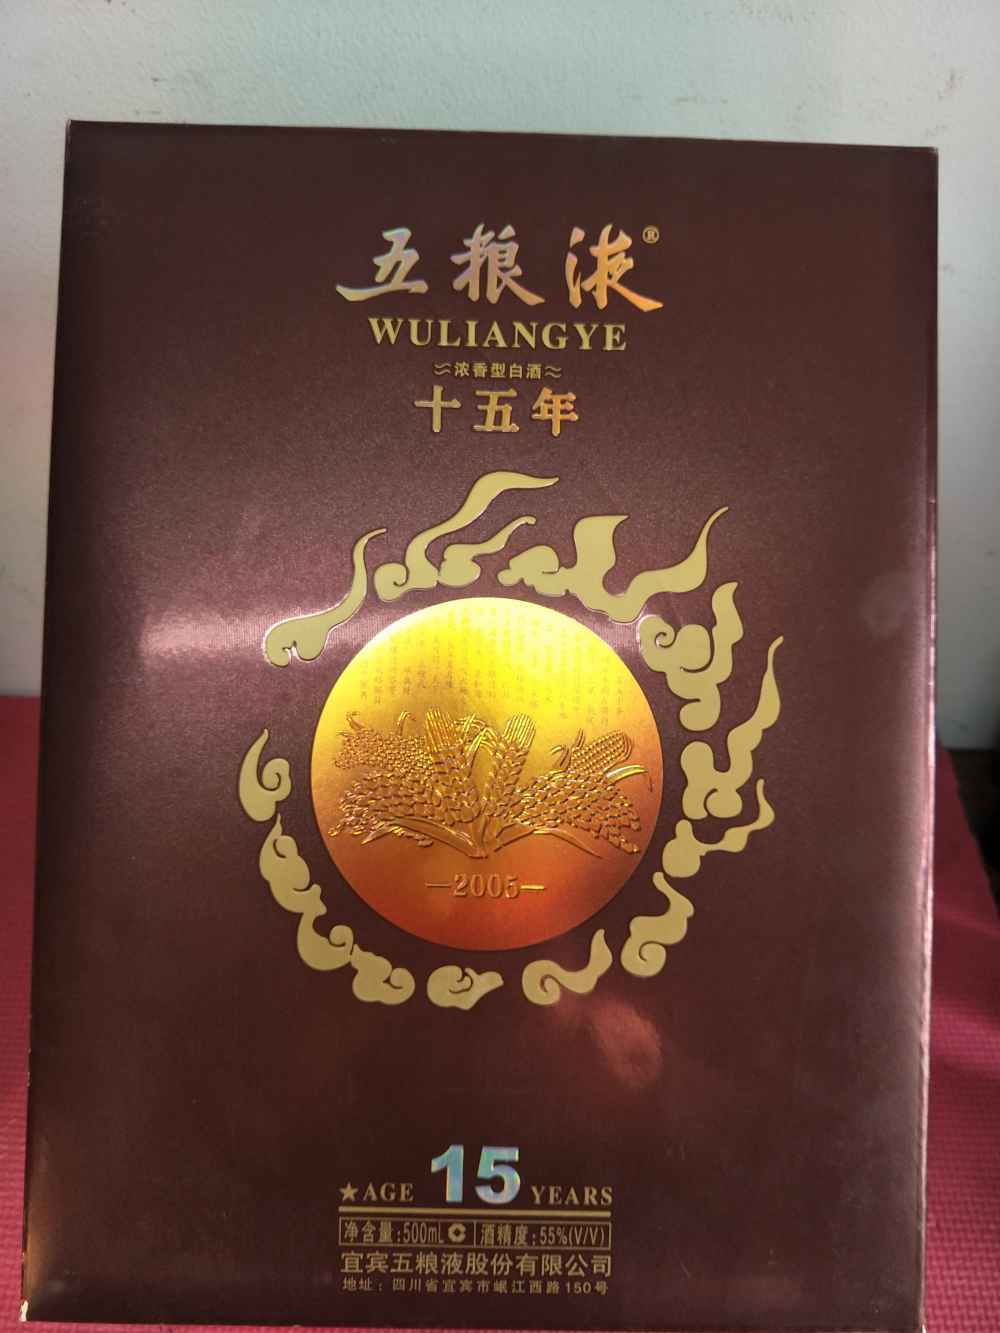 五粮液®
WULIANGYE
浓香型白酒
十五年
—2005—
★AGE 15 YEARS
净含量:500mL C 酒精度:55%(V/V)
宜宾五粮液股份有限公司
地址:四川省宜宾市岷江西路150号